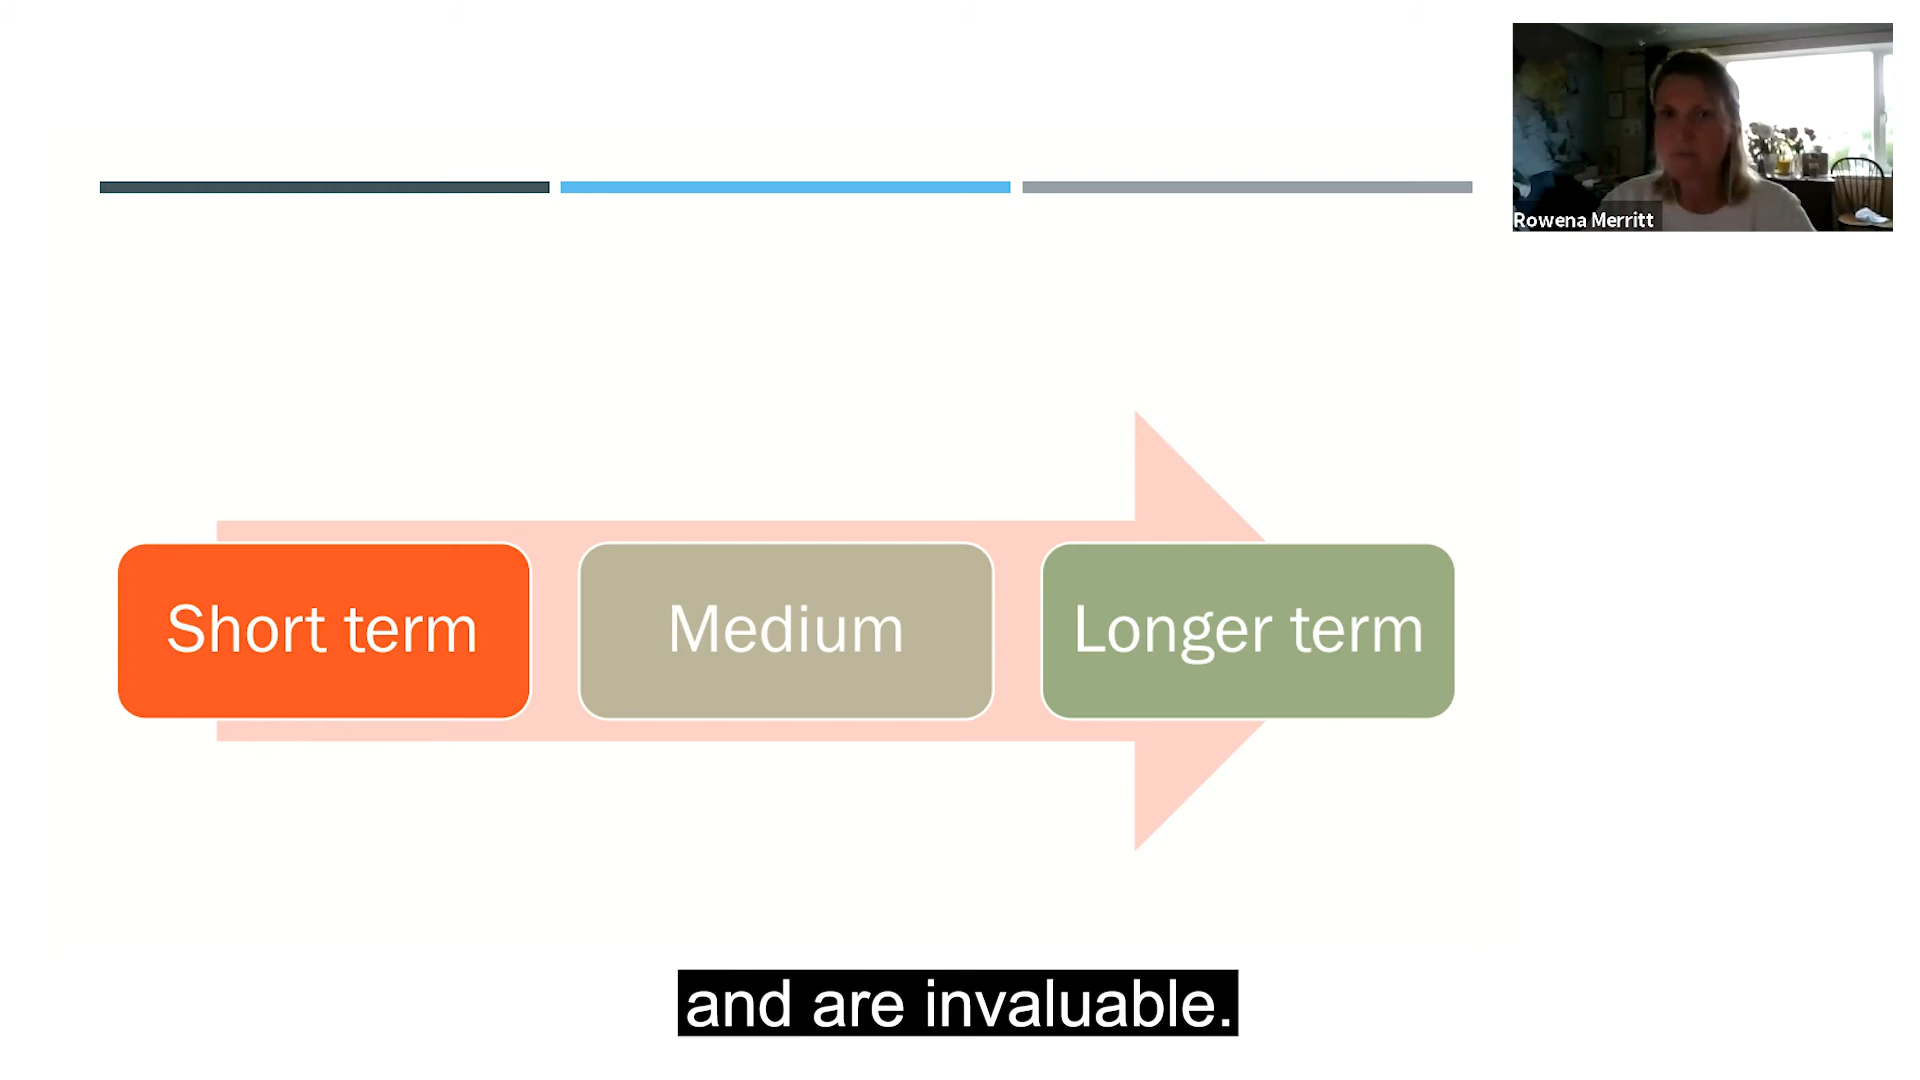 Rowena Merritt
Short term
Medium
Longer term
and are invaluable.